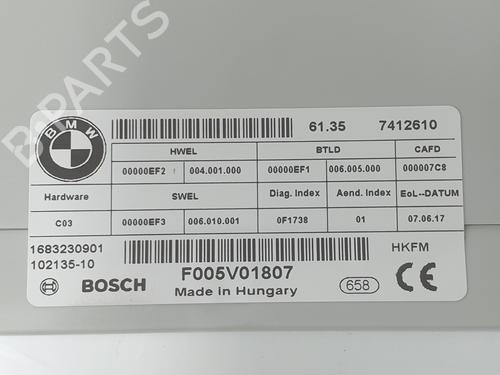 B-PARTS
BMW
61.35 7412610
HWEL BTLD CAFD
00000EF2 004.001.000 00000EF1 006.005.000 000007C8
Hardware SWEL Diag. Index Aend. Index EoL--DATUM
C03 00000EF3 006.010.001 0F1738 01 07.06.17
1683230901 HKFM
102135-10 F005V01807
BOSCH Made in Hungary 658 CE